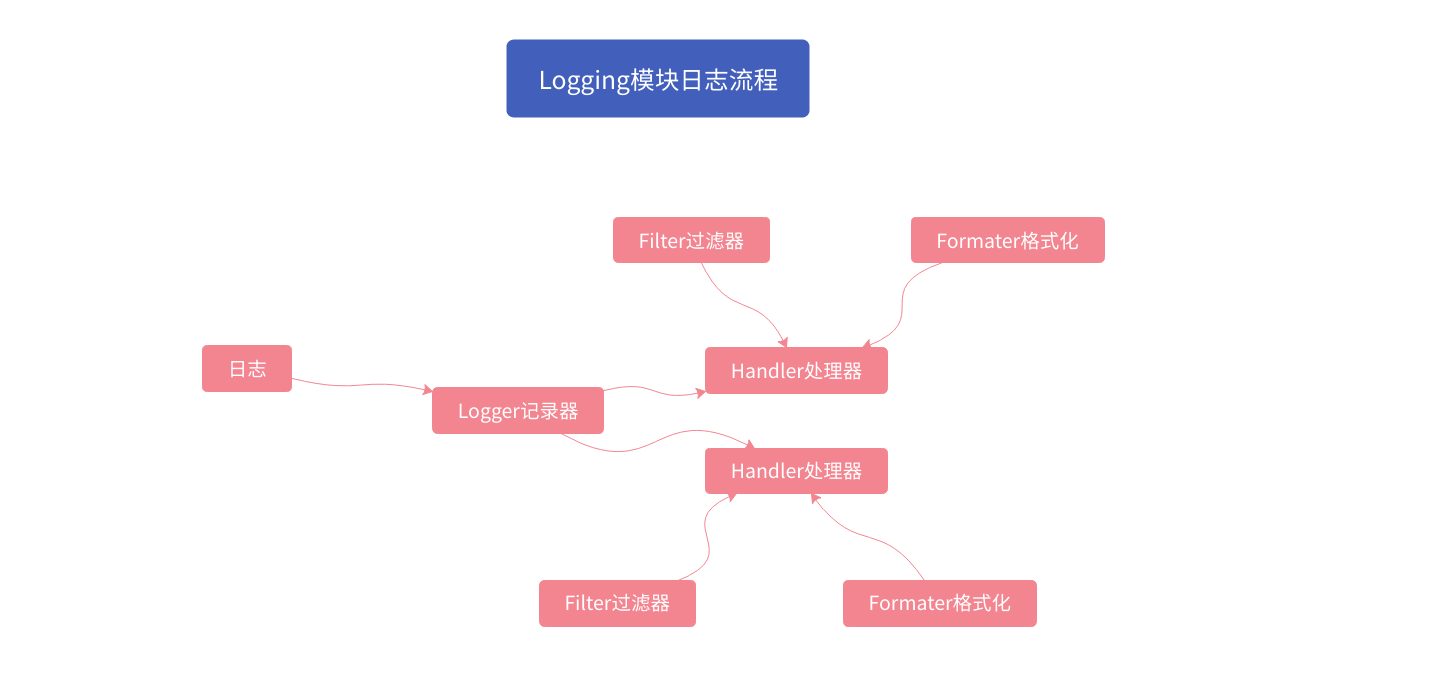 Logging模块日志流程
Filter过滤器
Formater格式化
日志
Handler处理器
Logger记录器
Handler处理器
Filter过滤器
Formater格式化